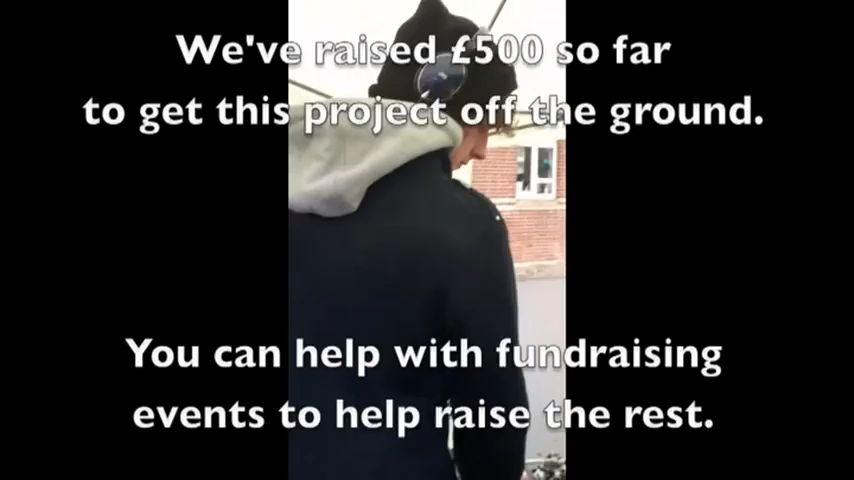 We've raised £500 so far
to get this project off the ground.
You can help with fundraising
events to help raise the rest.